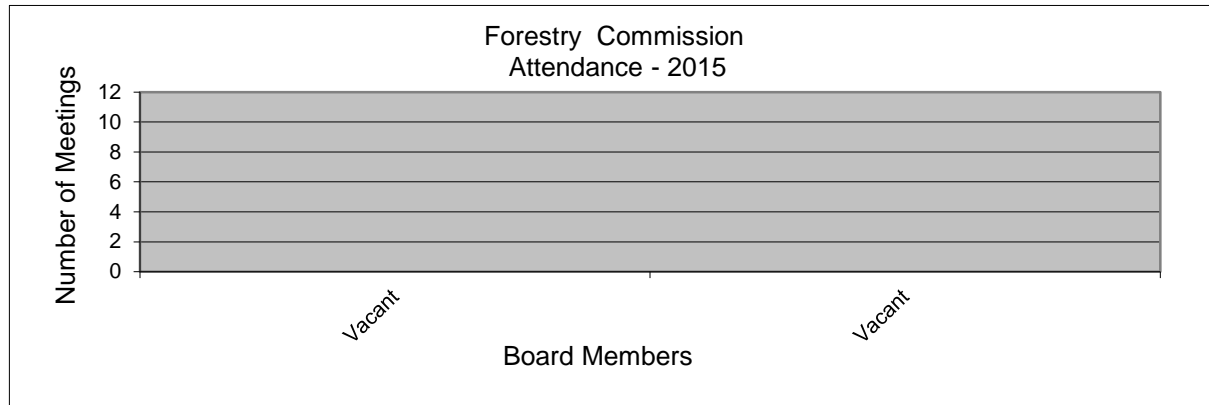 Forestry Commission
Attendance - 2015
Number of Meetings
12
10
8
6
4
2
0
Vacant
Vacant
Board Members